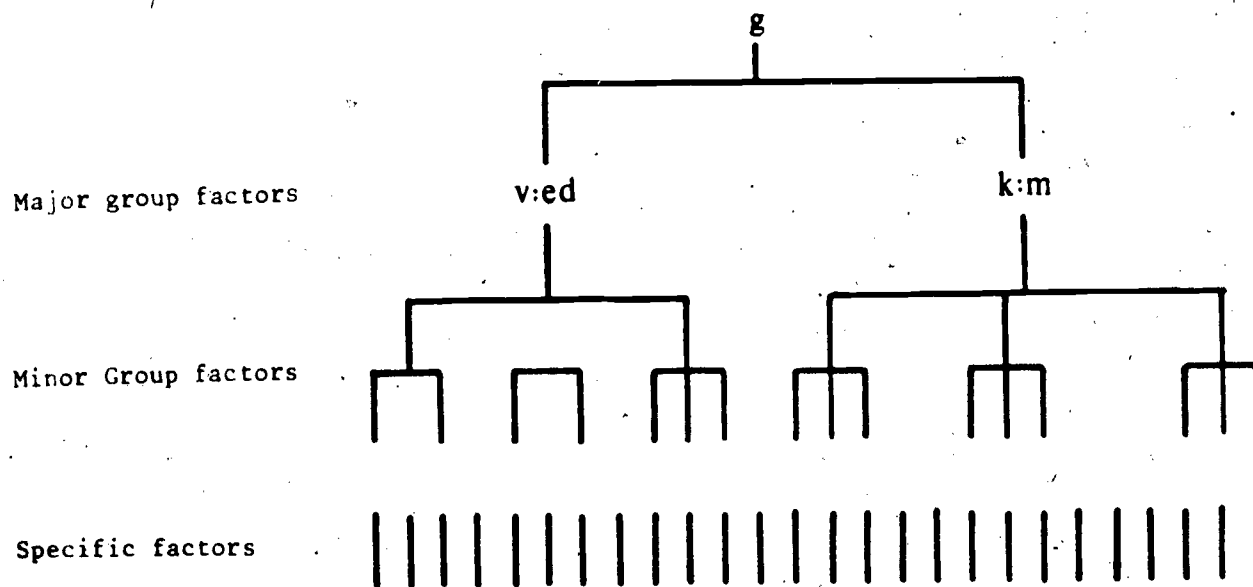 g
Major group factors
v:ed
k:m
Minor Group factors
Specific factors